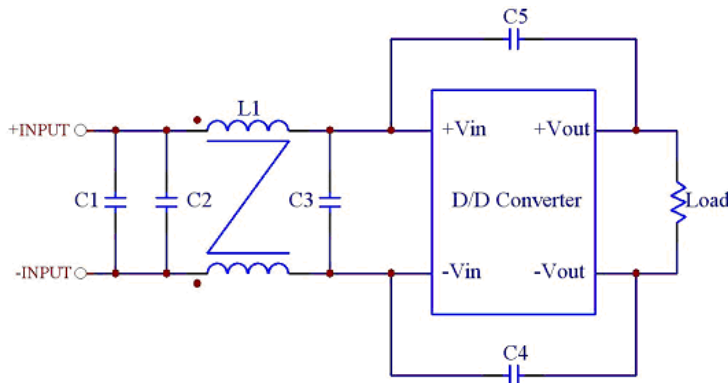 C5
L1
+INPUT
+Vin
+Vout
C1
C2
C3
D/D Converter
Load
-INPUT
-Vin
-Vout
C4